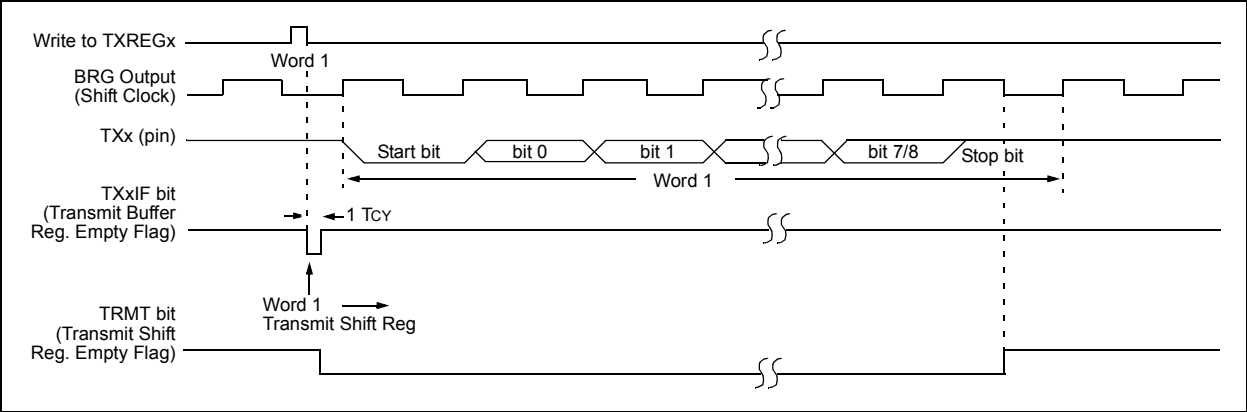 Write to TXREGx
Word 1
BRG Output
(Shift Clock)
TXx (pin)
Start bit
bit 0
bit 1
bit 7/8
Stop bit
Word 1
TXxIF bit
(Transmit Buffer
Reg. Empty Flag)
1 TCY
Word 1
Transmit Shift Reg
TRMT bit
(Transmit Shift
Reg. Empty Flag)